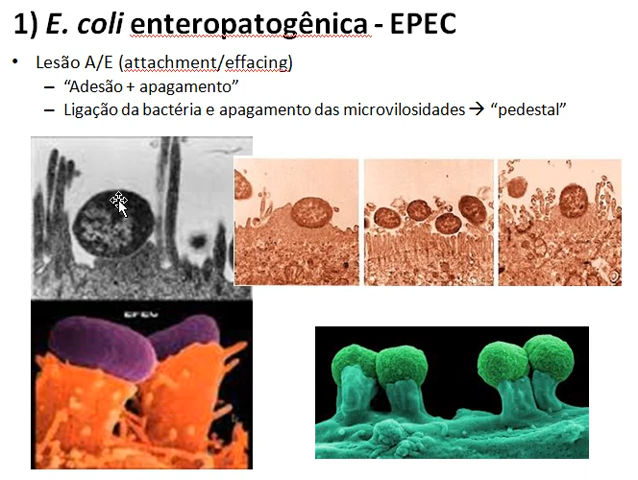 1) E. coli enteropatogênica - EPEC
• Lesão A/E (attachment/effacing)
– “Adesão + apagamento”
– Ligação da bactéria e apagamento das microvilosidades → “pedestal”
EPEC